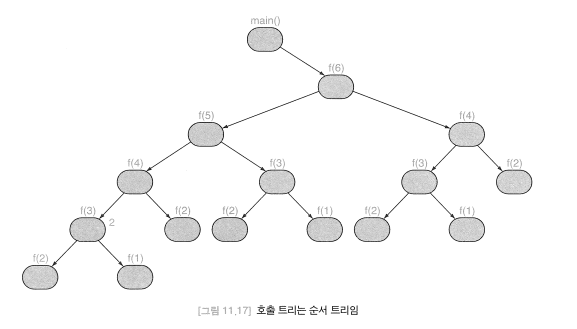 main()
f(6)
f(5) f(4)
f(4) f(3) f(3) f(2)
f(3) 2 f(2) f(2) f(1) f(2) f(1)
f(2) f(1)
[그림 11.17] 호출 트리는 순서 트리임